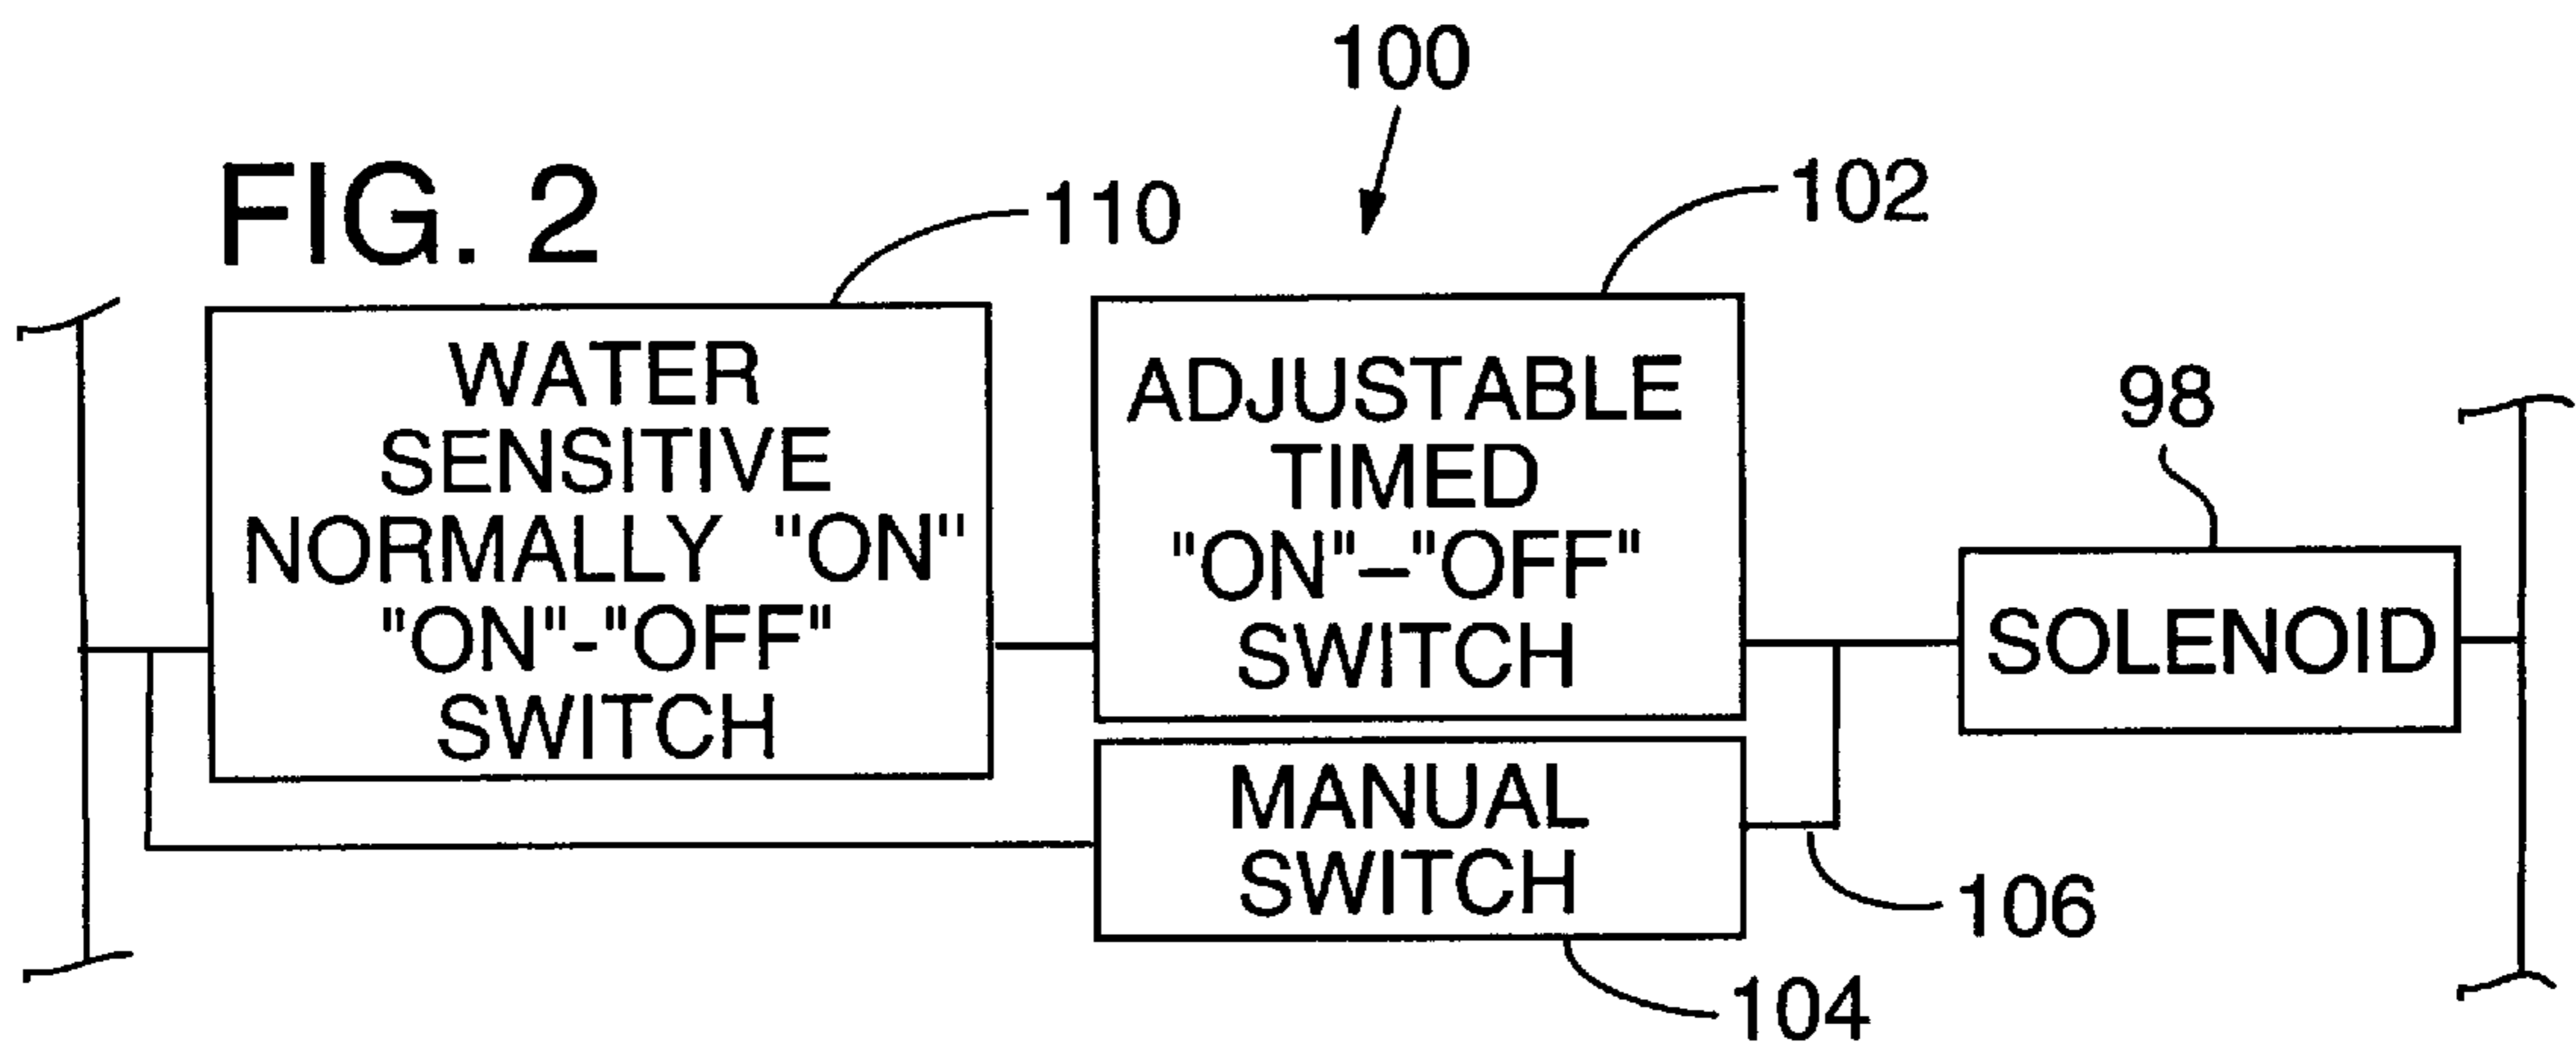 100
FIG. 2
110
102
WATER
SENSITIVE
NORMALLY "ON"
"ON"-"OFF"
SWITCH
ADJUSTABLE
TIMED
"ON"–"OFF"
SWITCH
98
SOLENOID
MANUAL
SWITCH
106
104